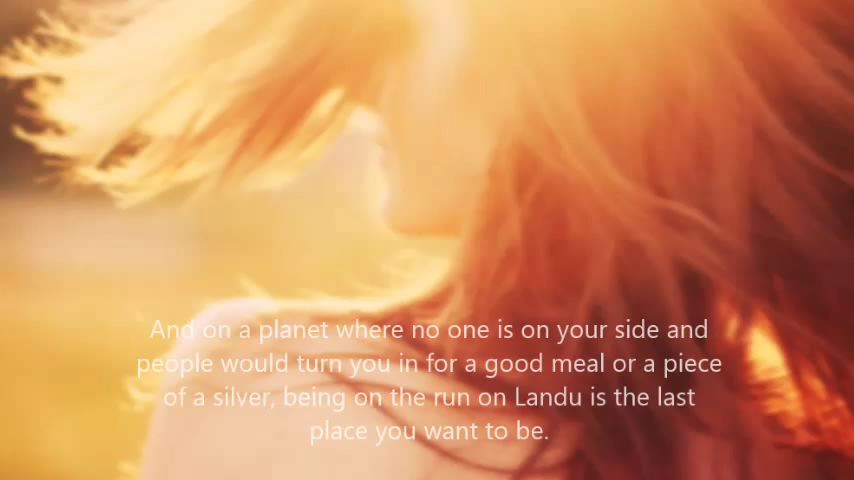 And on a planet where no one is on your side and
people would turn you in for a good meal or a piece
of a silver, being on the run on Landu is the last
place you want to be.